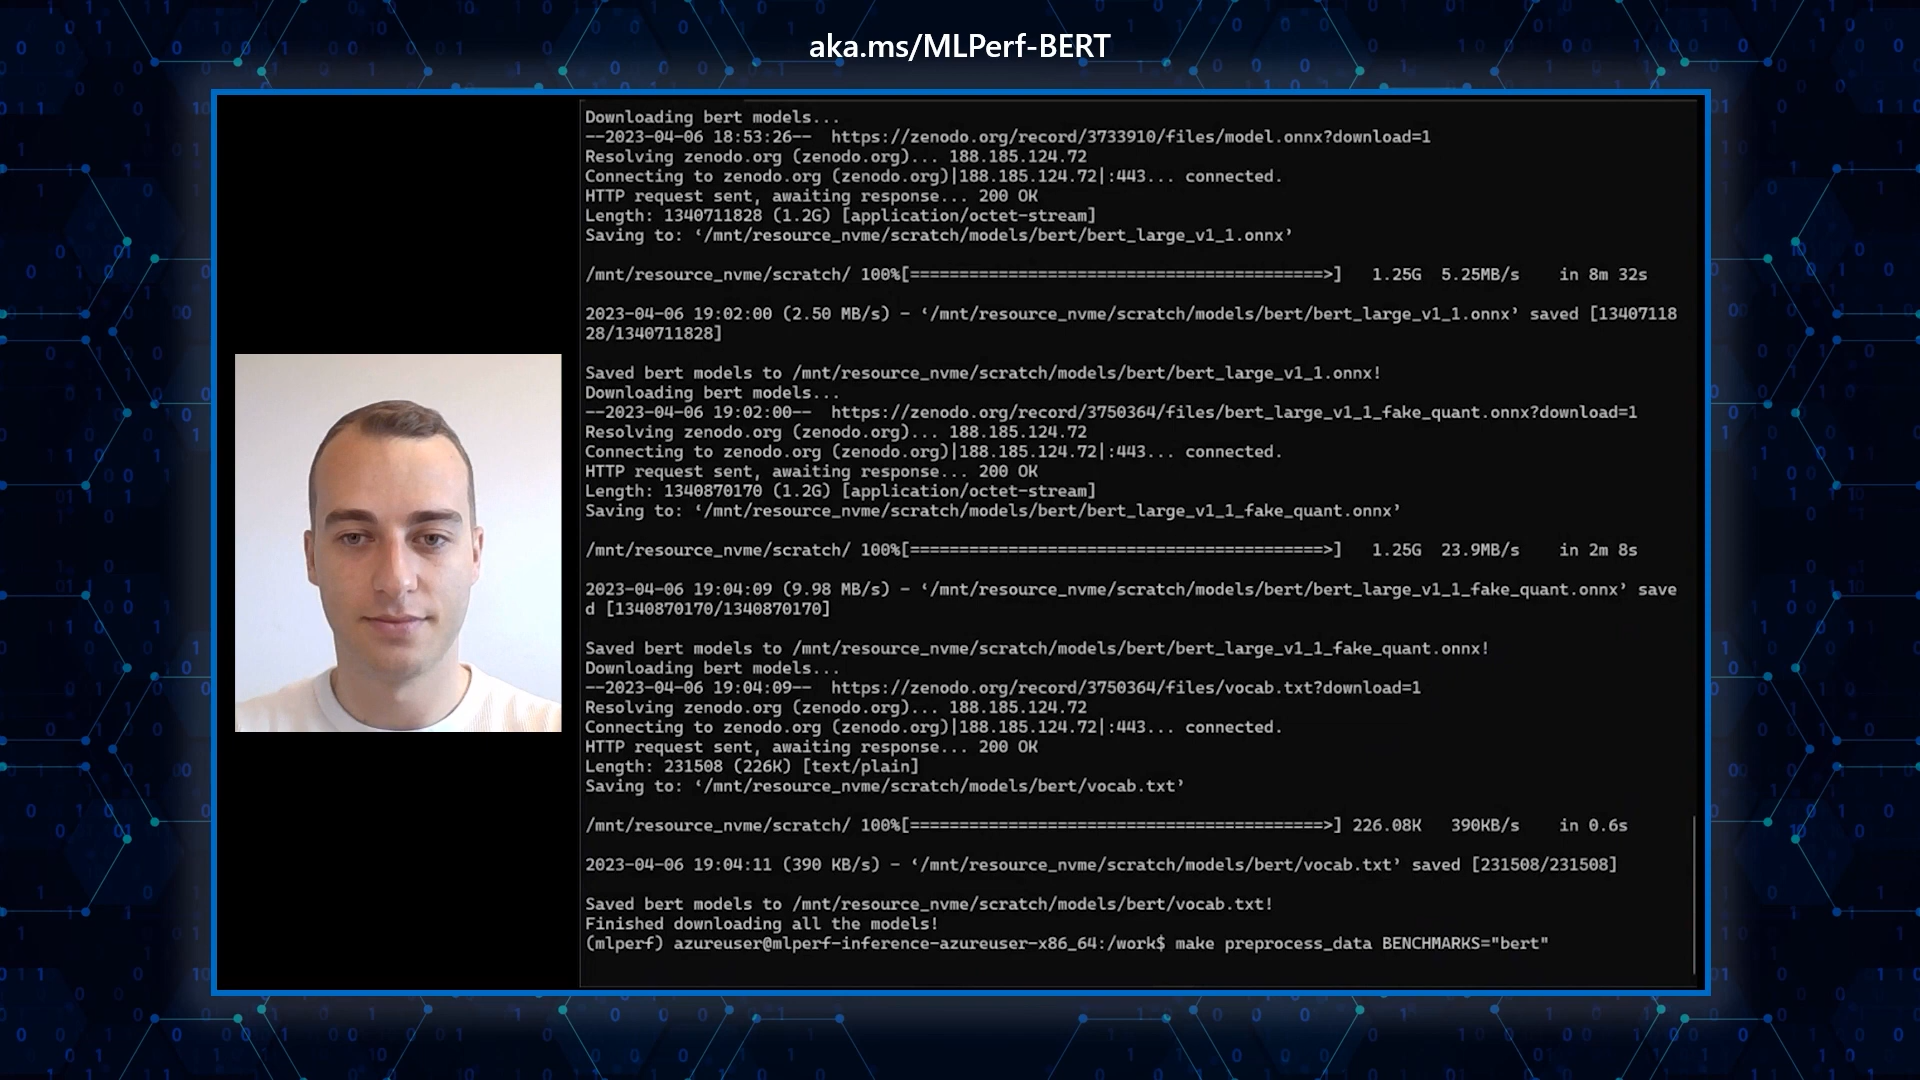 aka.ms/MLPerf-BERT
Downloading bert models...
--2023-04-06 18:53:26--  https://zenodo.org/record/3733910/files/model.onnx?download=1
Resolving zenodo.org (zenodo.org)... 188.185.124.72
Connecting to zenodo.org (zenodo.org)|188.185.124.72|:443... connected.
HTTP request sent, awaiting response... 200 OK
Length: 1340711828 (1.2G) [application/octet-stream]
Saving to: ‘/mnt/resource_nvme/scratch/models/bert/bert_large_v1_1.onnx’
/mnt/resource_nvme/scratch/ 100%[==========================================>]   1.25G  5.25MB/s    in 8m 32s
2023-04-06 19:02:00 (2.50 MB/s) - ‘/mnt/resource_nvme/scratch/models/bert/bert_large_v1_1.onnx’ saved [13407118
28/1340711828]
Saved bert models to /mnt/resource_nvme/scratch/models/bert/bert_large_v1_1.onnx!
Downloading bert models...
--2023-04-06 19:02:00--  https://zenodo.org/record/3750364/files/bert_large_v1_1_fake_quant.onnx?download=1
Resolving zenodo.org (zenodo.org)... 188.185.124.72
Connecting to zenodo.org (zenodo.org)|188.185.124.72|:443... connected.
HTTP request sent, awaiting response... 200 OK
Length: 1340870170 (1.2G) [application/octet-stream]
Saving to: ‘/mnt/resource_nvme/scratch/models/bert/bert_large_v1_1_fake_quant.onnx’
/mnt/resource_nvme/scratch/ 100%[==========================================>]   1.25G  23.9MB/s    in 2m 8s
2023-04-06 19:04:09 (9.98 MB/s) - ‘/mnt/resource_nvme/scratch/models/bert/bert_large_v1_1_fake_quant.onnx’ save
d [1340870170/1340870170]
Saved bert models to /mnt/resource_nvme/scratch/models/bert/bert_large_v1_1_fake_quant.onnx!
Downloading bert models...
--2023-04-06 19:04:09--  https://zenodo.org/record/3750364/files/vocab.txt?download=1
Resolving zenodo.org (zenodo.org)... 188.185.124.72
Connecting to zenodo.org (zenodo.org)|188.185.124.72|:443... connected.
HTTP request sent, awaiting response... 200 OK
Length: 231508 (226K) [text/plain]
Saving to: ‘/mnt/resource_nvme/scratch/models/bert/vocab.txt’
/mnt/resource_nvme/scratch/ 100%[==========================================>] 226.08K   390KB/s    in 0.6s
2023-04-06 19:04:11 (390 KB/s) - ‘/mnt/resource_nvme/scratch/models/bert/vocab.txt’ saved [231508/231508]
Saved bert models to /mnt/resource_nvme/scratch/models/bert/vocab.txt!
Finished downloading all the models!
(mlperf) azureuser@mlperf-inference-azureuser-x86_64:/work$ make preprocess_data BENCHMARKS="bert"